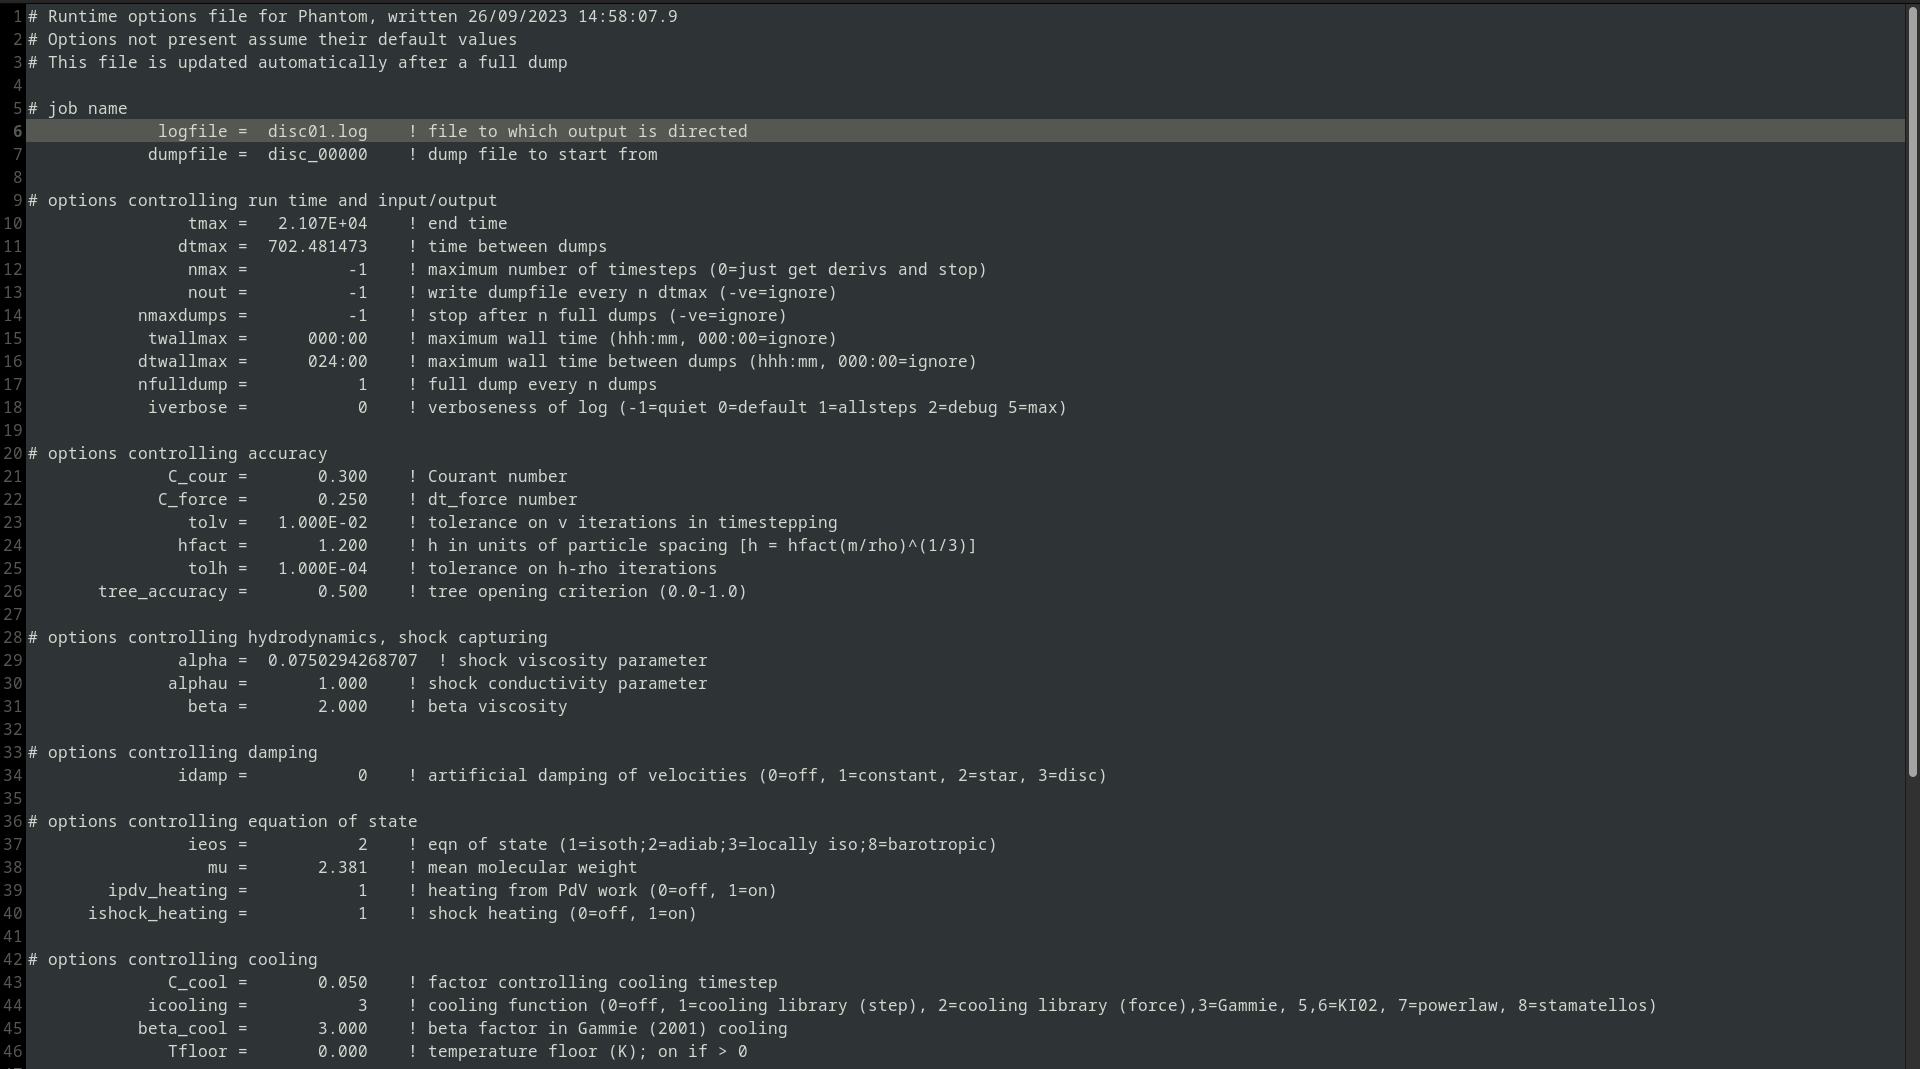 1 # Runtime options file for Phantom, written 26/09/2023 14:58:07.9
2 # Options not present assume their default values
3 # This file is updated automatically after a full dump
4
5 # job name
6 logfile = disc01.log ! file to which output is directed
7 dumpfile = disc_00000 ! dump file to start from
8
9 # options controlling run time and input/output
10 tmax = 2.107E+04 ! end time
11 dtmax = 702.481473 ! time between dumps
12 nmax = -1 ! maximum number of timesteps (0=just get derivs and stop)
13 nout = -1 ! write dumpfile every n dtmax (-ve=ignore)
14 nmaxdumps = -1 ! stop after n full dumps (-ve=ignore)
15 twallmax = 000:00 ! maximum wall time (hhh:mm, 000:00=ignore)
16 dtwallmax = 024:00 ! maximum wall time between dumps (hhh:mm, 000:00=ignore)
17 nfulldump = 1 ! full dump every n dumps
18 iverbose = 0 ! verboseness of log (-1=quiet 0=default 1=allsteps 2=debug 5=max)
19
20 # options controlling accuracy
21 C_cour = 0.300 ! Courant number
22 C_force = 0.250 ! dt_force number
23 tolv = 1.000E-02 ! tolerance on v iterations in timestepping
24 hfact = 1.200 ! h in units of particle spacing [h = hfact(m/rho)^(1/3)]
25 tolh = 1.000E-04 ! tolerance on h-rho iterations
26 tree_accuracy = 0.500 ! tree opening criterion (0.0-1.0)
27
28 # options controlling hydrodynamics, shock capturing
29 alpha = 0.0750294268707 ! shock viscosity parameter
30 alphau = 1.000 ! shock conductivity parameter
31 beta = 2.000 ! beta viscosity
32
33 # options controlling damping
34 idamp = 0 ! artificial damping of velocities (0=off, 1=constant, 2=star, 3=disc)
35
36 # options controlling equation of state
37 ieos = 2 ! eqn of state (1=isoth;2=adiab;3=locally iso;8=barotropic)
38 mu = 2.381 ! mean molecular weight
39 ipdv_heating = 1 ! heating from PdV work (0=off, 1=on)
40 ishock_heating = 1 ! shock heating (0=off, 1=on)
41
42 # options controlling cooling
43 C_cool = 0.050 ! factor controlling cooling timestep
44 icooling = 3 ! cooling function (0=off, 1=cooling library (step), 2=cooling library (force),3=Gammie, 5,6=KI02, 7=powerlaw, 8=stamatellos)
45 beta_cool = 3.000 ! beta factor in Gammie (2001) cooling
46 Tfloor = 0.000 ! temperature floor (K); on if > 0